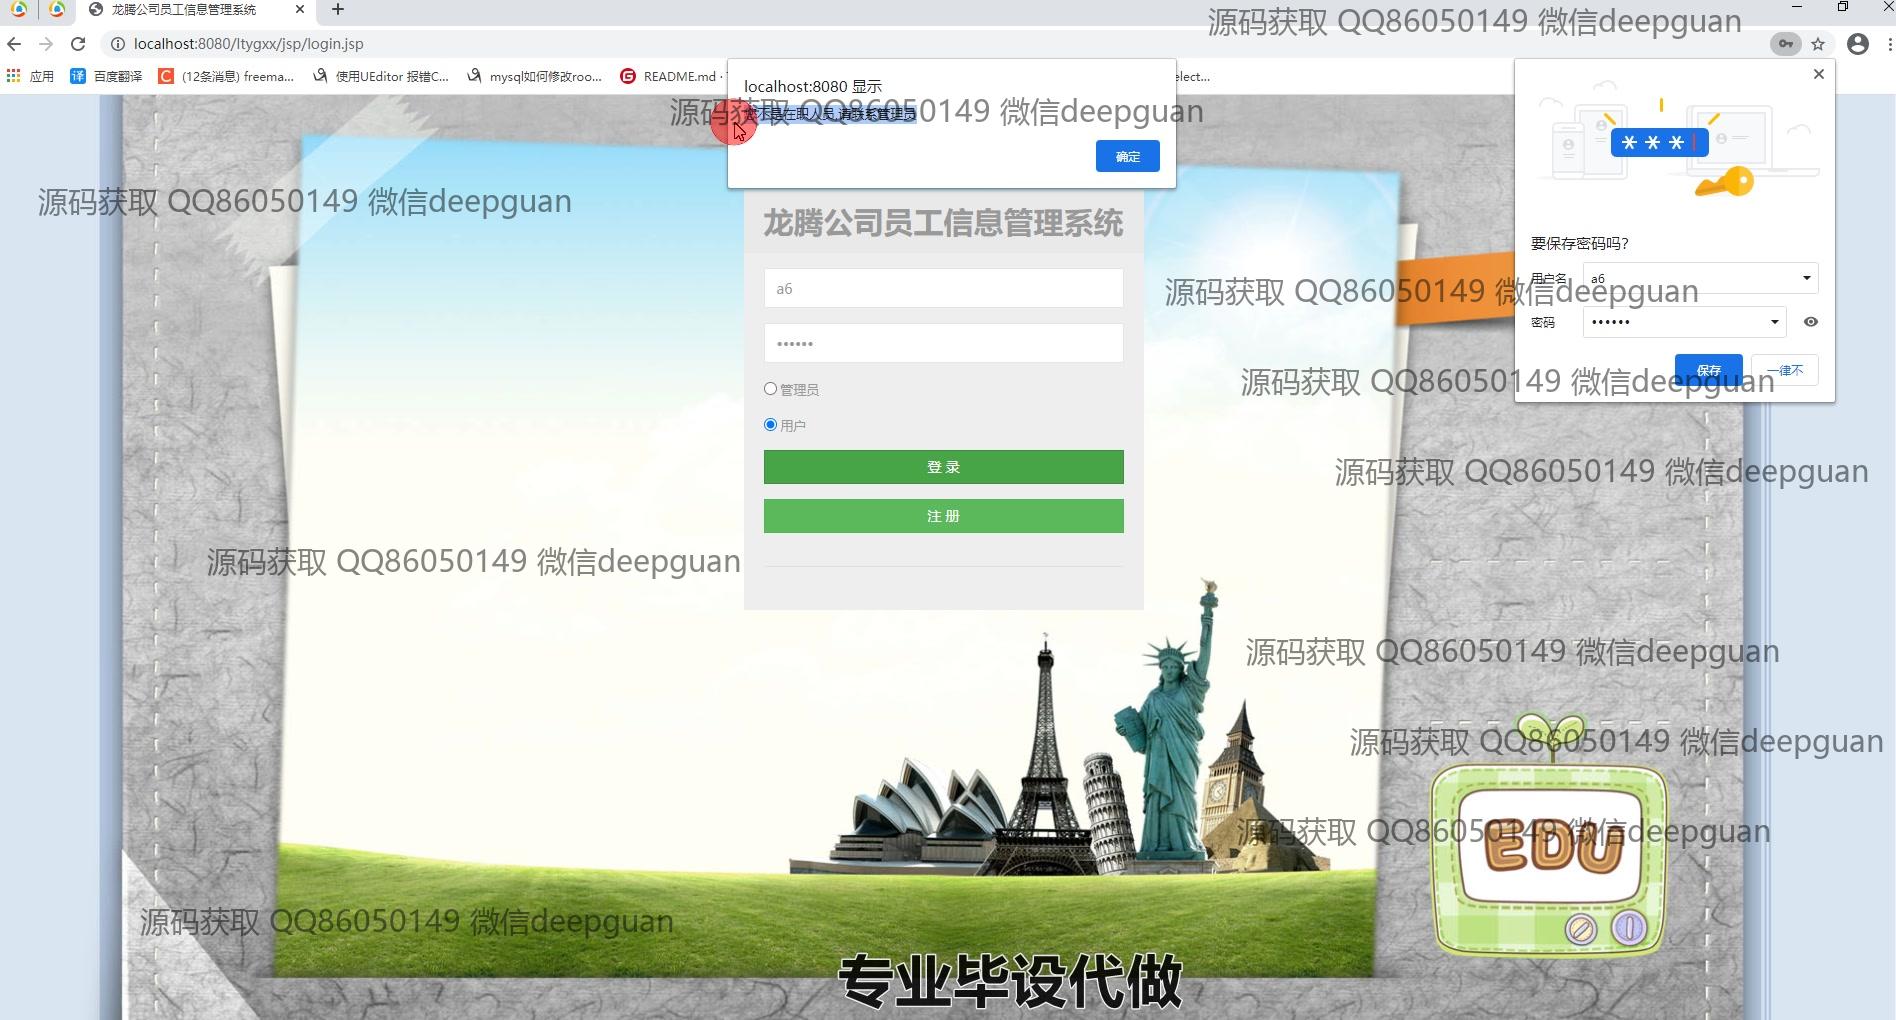 龙腾公司员工信息管理系统
源码获取 QQ86050149 微信deepguan
localhost:8080/ltygxx/jsp/login.jsp
应用
百度翻译
(12条消息) freema...
使用UEditor 报错C...
mysql如何修改roo...
README.md
elect...
localhost:8080 显示
您不是在职人员,请联系管理员
源码获取 QQ86050149 微信deepguan
确定
***
源码获取 QQ86050149 微信deepguan
龙腾公司员工信息管理系统
要保存密码吗?
用户名
a6
a6
源码获取 QQ86050149 微信deepguan
密码
••••••
••••••
保存
一律不
源码获取 QQ86050149 微信deepguan
管理员
用户
登 录
源码获取 QQ86050149 微信deepguan
注 册
源码获取 QQ86050149 微信deepguan
源码获取 QQ86050149 微信deepguan
源码获取 QQ86050149 微信deepguan
源码获取 QQ86050149 微信deepguan
EDU
源码获取 QQ86050149 微信deepguan
专业毕设代做